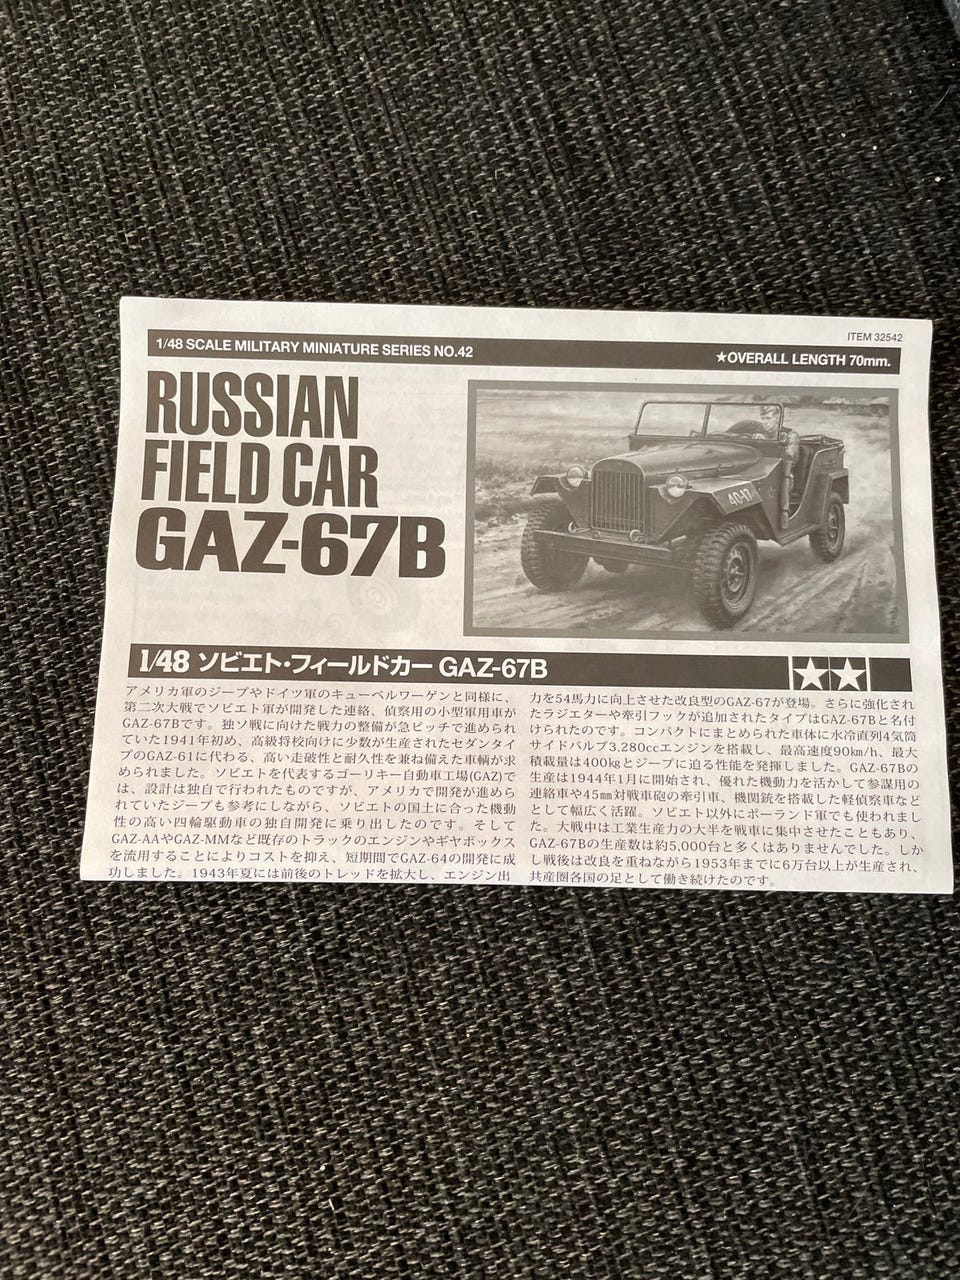 ITEM 32542
1/48 SCALE MILITARY MINIATURE SERIES NO.42
★OVERALL LENGTH 70mm.
RUSSIAN
FIELD CAR
GAZ-67B
40-17
1/48 ソビエト・フィールドカー GAZ-67B
アメリカ軍のジープやドイツ軍のキューベルワーゲンと同様に、
第二次大戦でソビエト軍が開発した連絡、偵察用の小型軍用車が
GAZ-67Bです。独ソ戦に向けた戦力の整備が急ピッチで進められ
ていた1941年初め、高級将校向けに少数が生産されたセダンタイ
プのGAZ-61に代わる、高い走破性と耐久性を兼ね備えた車輌が求
められました。ソビエトを代表するゴーリキー自動車工場(GAZ)で
は、設計は独自で行われたものですが、アメリカで開発が進めら
れていたジープも参考にしながら、ソビエトの国土に合った機動
性の高い四輪駆動車の独自開発に乗り出したのです。そして
GAZ-AAやGAZ-MMなど既存のトラックのエンジンやギヤボックス
を流用することによりコストを抑え、短期間でGAZ-64の開発に成
功しました。1943年夏には前後のトレッドを拡大し、エンジン出
力を54馬力に向上させた改良型のGAZ-67が登場。さらに強化され
たラジエターや牽引フックが追加されたタイプはGAZ-67Bと名付
けられたのです。コンパクトにまとめられた車体に水冷直列4気筒
サイドバルブ3,280ccエンジンを搭載し、最高速度90km/h、最大
積載量は400kgとジープに迫る性能を発揮しました。GAZ-67Bの
生産は1944年1月に開始され、優れた機動力を活かして参謀用の
連絡車や45mm対戦車砲の牽引車、機関銃を搭載した軽偵察車など
として幅広く活躍。ソビエト以外にポーランド軍でも使われまし
た。大戦中は工業生産力の大半を戦車に集中させたこともあり、
GAZ-67Bの生産数は約5,000台と多くはありませんでした。しか
し戦後は改良を重ねながら1953年までに6万台以上が生産され、
共産圏各国の足として働き続けたのです。